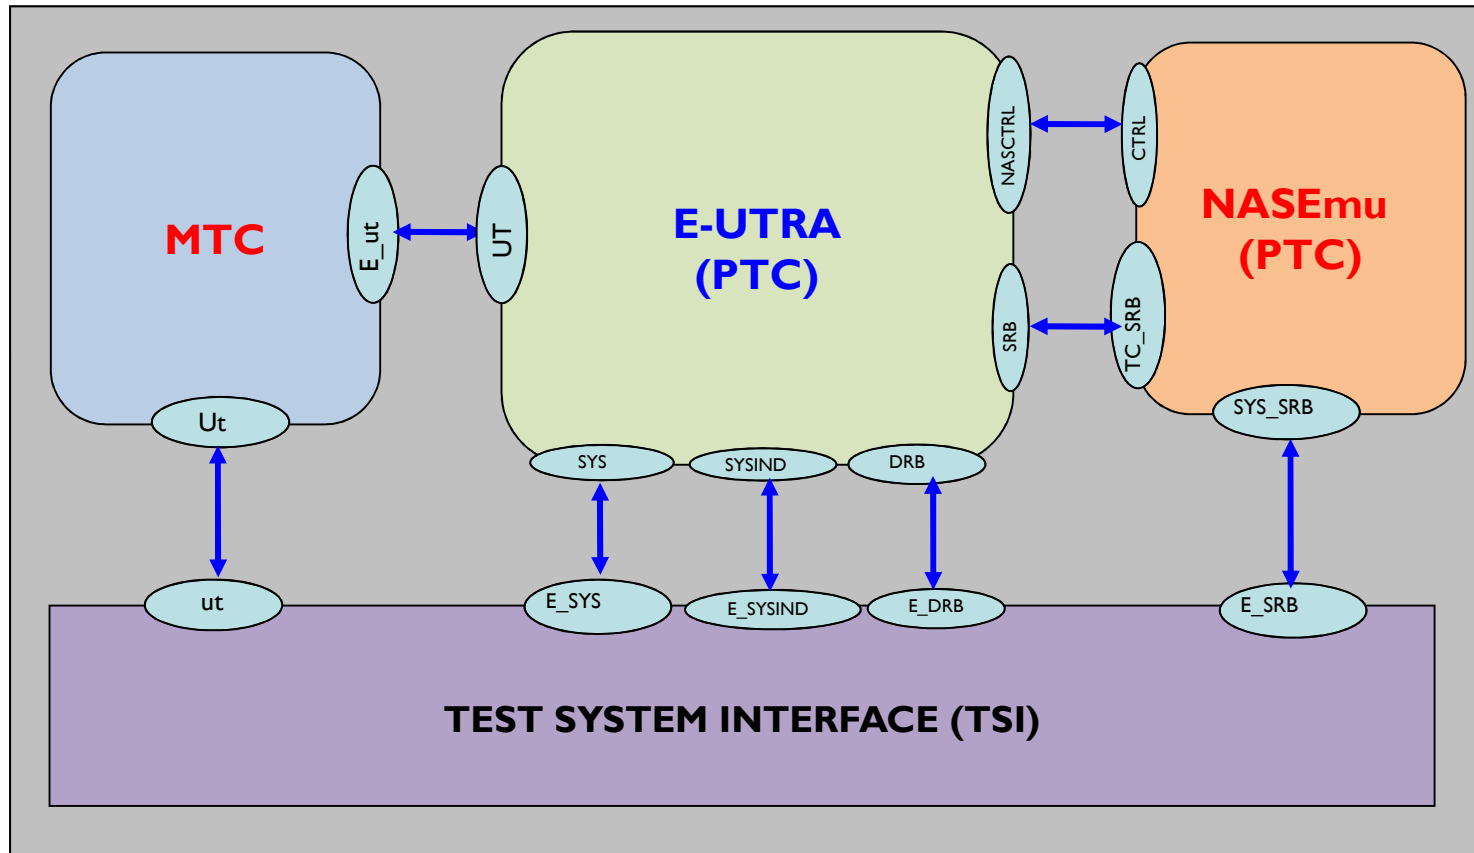 MTC
E_ut
Ut
UT
E-UTRA
(PTC)
NASCTRL
SRB
SYS
SYSIND
DRB
CTRL
TC_SRB
NASEmu
(PTC)
SYS_SRB
ut
E_SYS
E_SYSIND
E_DRB
E_SRB
TEST SYSTEM INTERFACE (TSI)